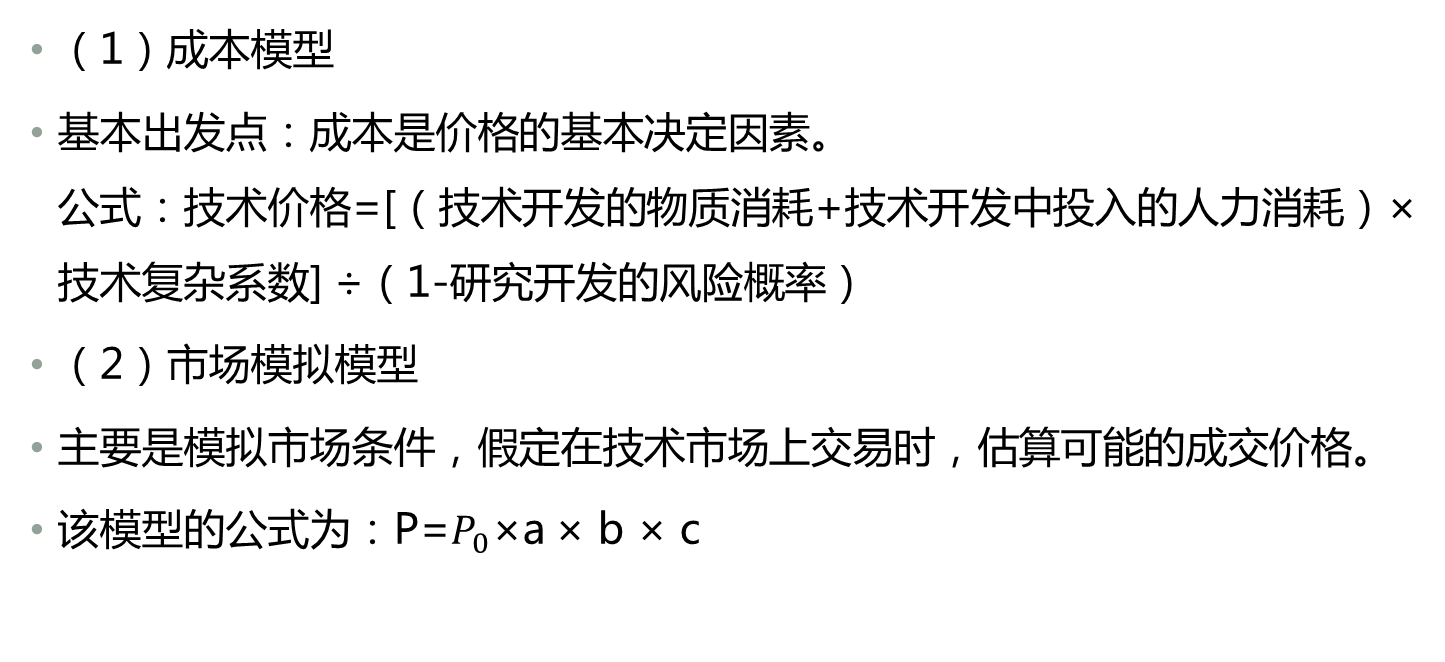 • （1）成本模型
• 基本出发点：成本是价格的基本决定因素。
公式：技术价格=[（技术开发的物质消耗+技术开发中投入的人力消耗）×
技术复杂系数] ÷（1-研究开发的风险概率）
• （2）市场模拟模型
• 主要是模拟市场条件，假定在技术市场上交易时，估算可能的成交价格。
• 该模型的公式为：P=P₀×a × b × c